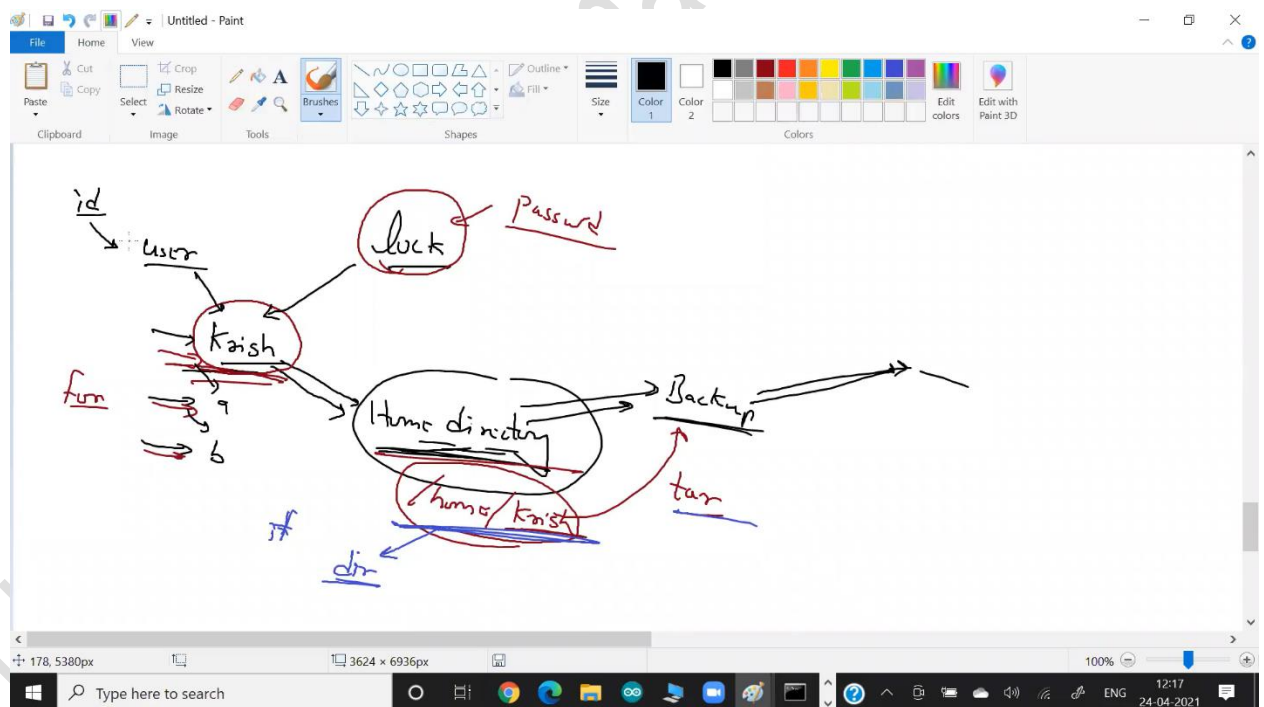 Untitled - Paint
File Home View
Paste
Cut
Copy
Clipboard
Select
Crop
Resize
Rotate
Image
A
Tools
Brushes
Outline
Fill
Shapes
Size
Color 1
Color 2
Edit colors
Colors
Edit with Paint 3D
id
user
lock
Passwd
Krish
for
a
b
Home directory
Backup
/home/Krish
tar
if
dir
178, 5380px
3624 × 6936px
100%
Type here to search
ENG
12:17
24-04-2021